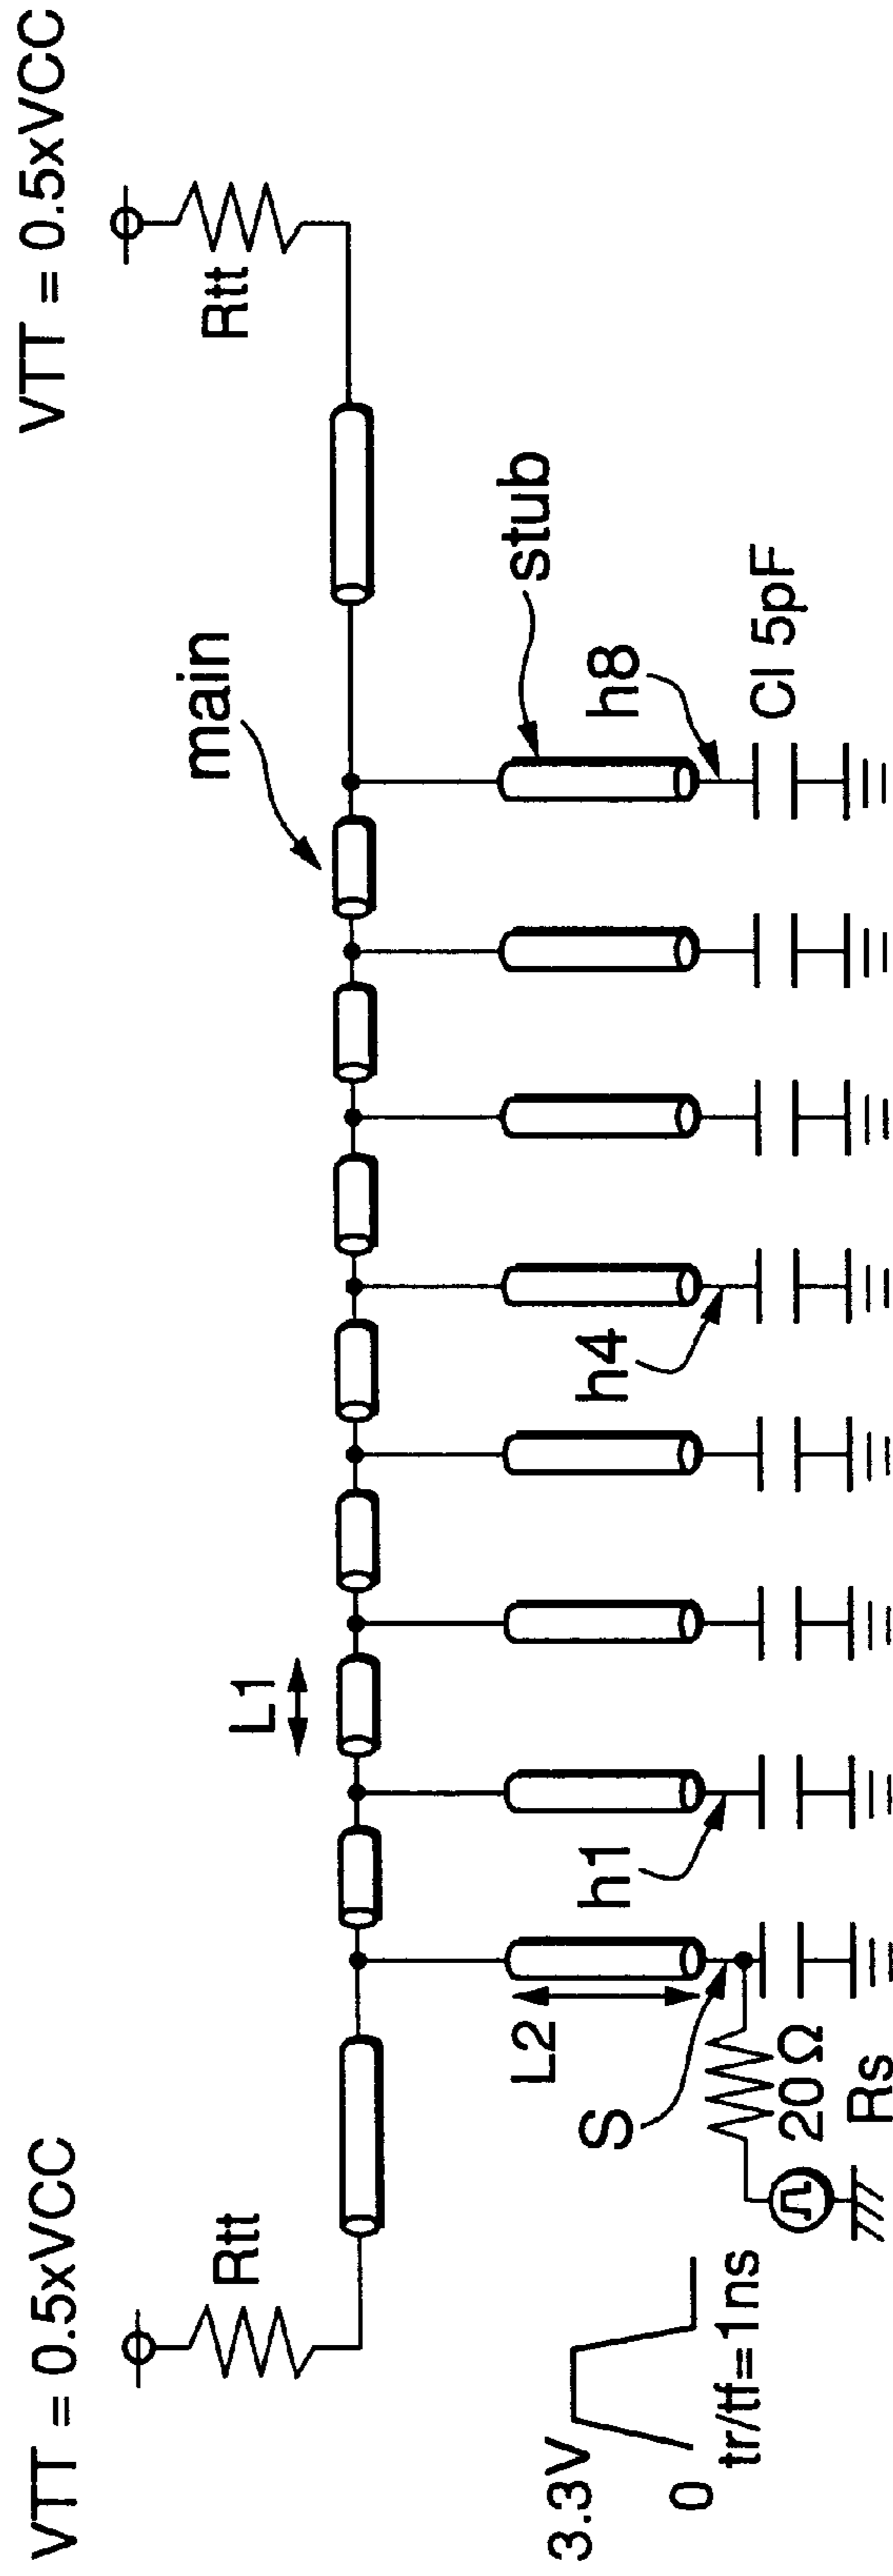 VTT = 0.5xVCC
VTT = 0.5xVCC
Rtt
Rtt
main
L1
stub
L2
S
h1
h4
h8
Cl 5pF
20Ω
Rs
3.3V
0
tr/tf=1ns